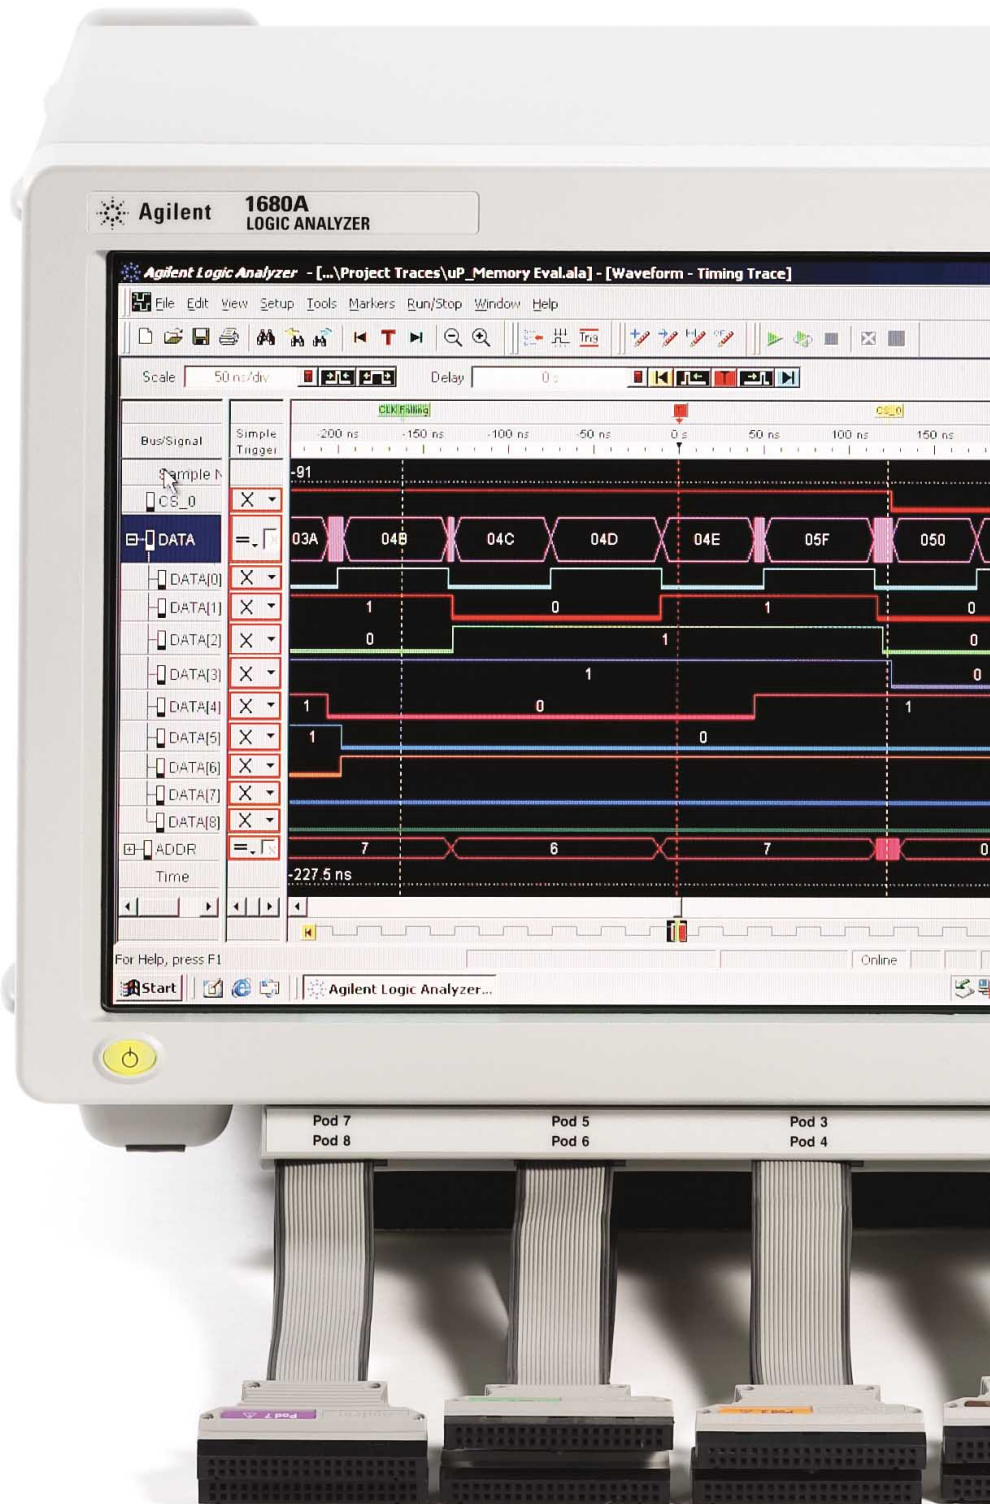 Agilent
1680A
LOGIC ANALYZER
Agilent Logic Analyzer - [...\Project Traces\uP_Memory Eval.ala] - [Waveform - Timing Trace]
File Edit View Setup Tools Markers Run/Stop Window Help
T Trig
Scale 50 ns/div Delay 0 s T
CLK Falling T CS_0
Bus/Signal Simple Trigger -200 ns -150 ns -100 ns -50 ns 0 s 50 ns 100 ns 150 ns
Sample N -91
CS_0 X
DATA = 03A 04B 04C 04D 04E 05F 050
DATA[0] X
DATA[1] X 1 0 1 0
DATA[2] X 0 1 0
DATA[3] X 1 0
DATA[4] X 1 0 1
DATA[5] X 1 0
DATA[6] X
DATA[7] X
DATA[8] X
ADDR = 7 6 7 0
Time -227.5 ns
For Help, press F1 Online
Start Agilent Logic Analyzer...
Pod 7 Pod 5 Pod 3
Pod 8 Pod 6 Pod 4
Pod 7 Agilent